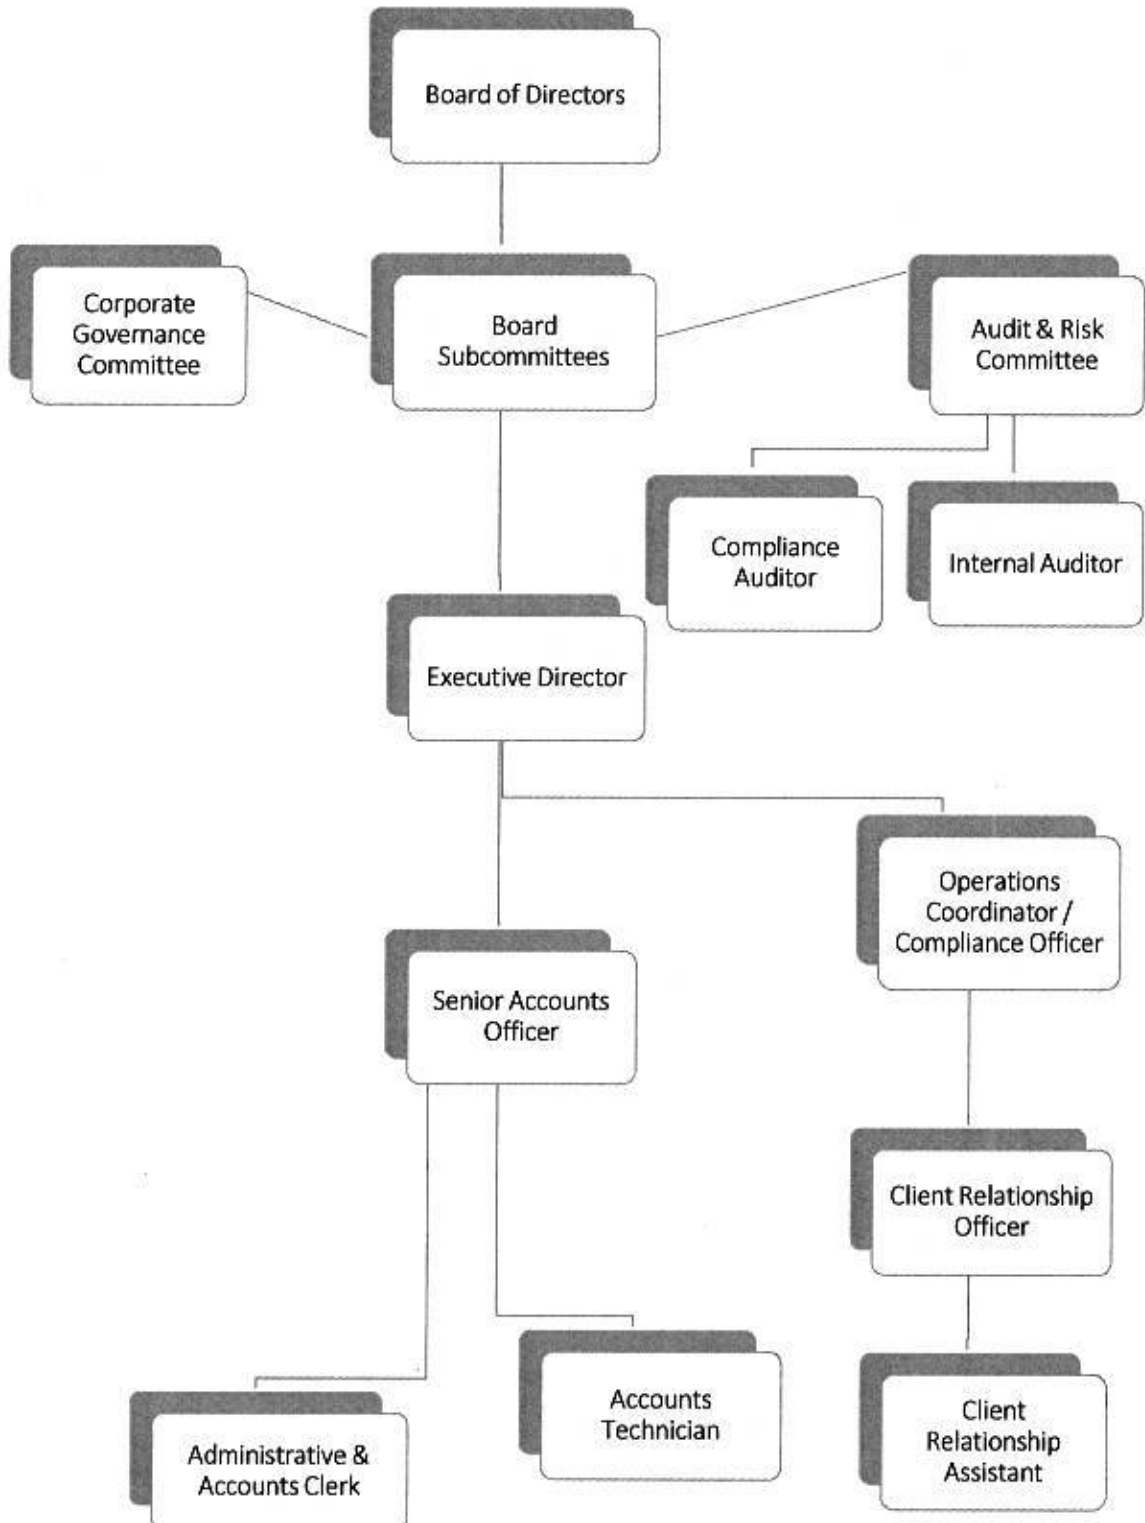 Board of Directors
Corporate
Governance
Committee
Board
Subcommittees
Audit & Risk
Committee
Compliance
Auditor
Internal Auditor
Executive Director
Operations
Coordinator /
Compliance Officer
Senior Accounts
Officer
Client Relationship
Officer
Administrative &
Accounts Clerk
Accounts
Technician
Client
Relationship
Assistant